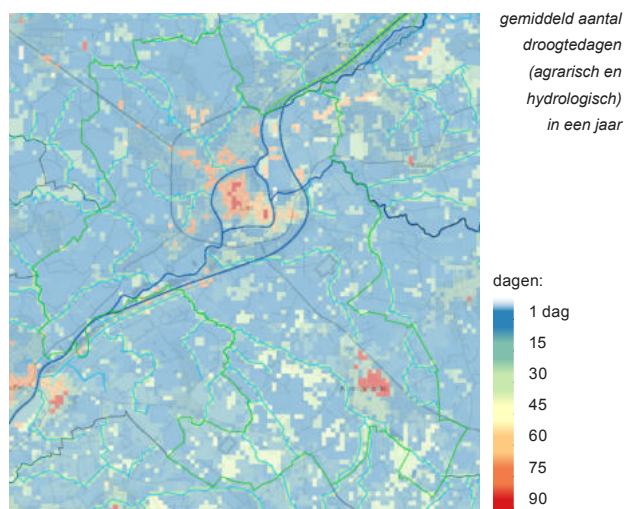 gemiddeld aantal
droogtedagen
(agrarisch en
hydrologisch)
in een jaar
dagen:
1 dag
15
30
45
60
75
90